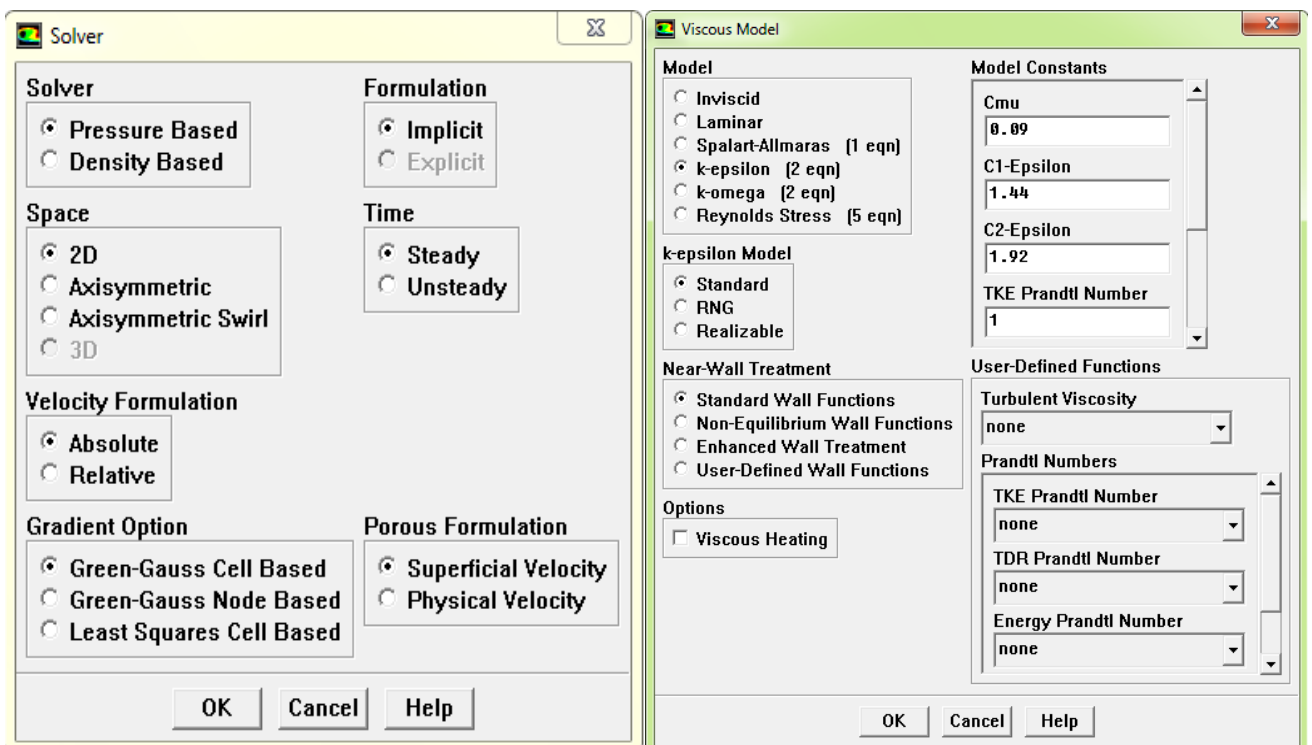 Solver
Solver
Pressure Based
Density Based
Formulation
Implicit
Explicit
Space
2D
Axisymmetric
Axisymmetric Swirl
3D
Time
Steady
Unsteady
Velocity Formulation
Absolute
Relative
Gradient Option
Green-Gauss Cell Based
Green-Gauss Node Based
Least Squares Cell Based
Porous Formulation
Superficial Velocity
Physical Velocity
OK Cancel Help
Viscous Model
Model
Inviscid
Laminar
Spalart-Allmaras (1 eqn)
k-epsilon (2 eqn)
k-omega (2 eqn)
Reynolds Stress (5 eqn)
k-epsilon Model
Standard
RNG
Realizable
Near-Wall Treatment
Standard Wall Functions
Non-Equilibrium Wall Functions
Enhanced Wall Treatment
User-Defined Wall Functions
Options
Viscous Heating
Model Constants
Cmu
0.09
C1-Epsilon
1.44
C2-Epsilon
1.92
TKE Prandtl Number
1
User-Defined Functions
Turbulent Viscosity
none
Prandtl Numbers
TKE Prandtl Number
none
TDR Prandtl Number
none
Energy Prandtl Number
none
OK Cancel Help